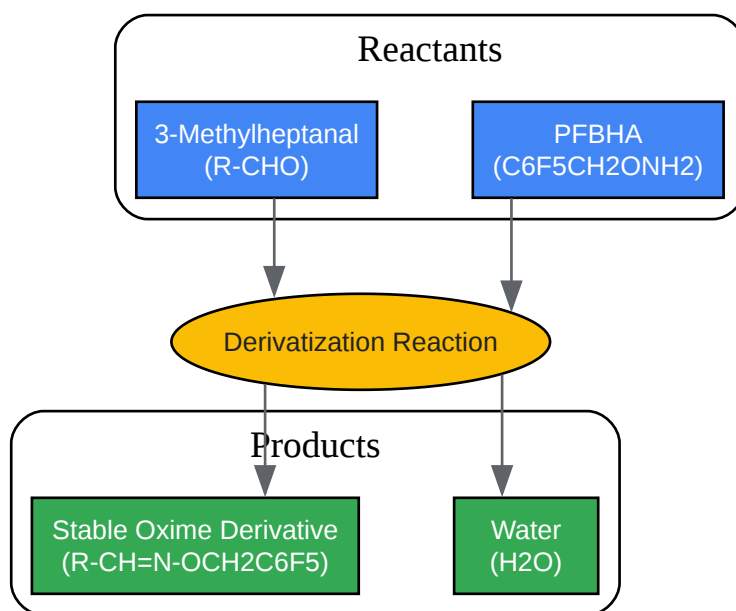 Reactants
3-Methylheptanal
(R-CHO)
PFBHA
(C6F5CH2ONH2)
Derivatization Reaction
Products
Stable Oxime Derivative
(R-CH=N-OCH2C6F5)
Water
(H2O)